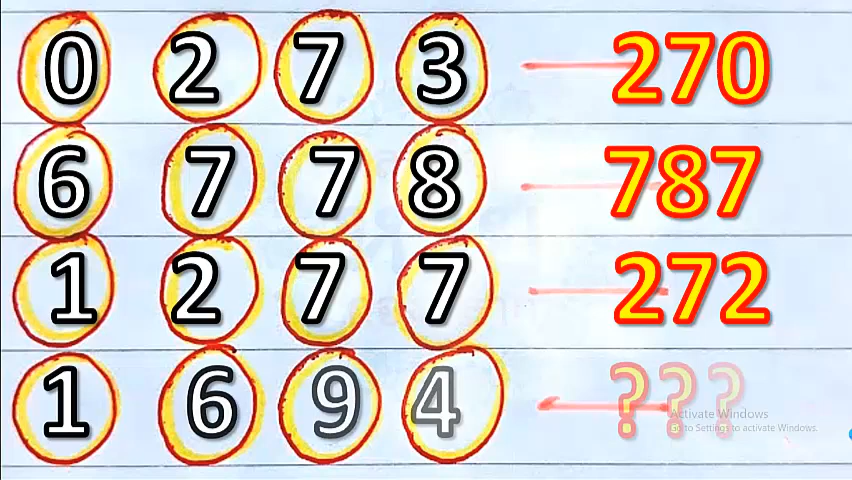 0 2 7 3 — 270
6 7 7 8 — 787
1 2 7 7 — 272
1 6 9 4 — ???
Activate Windows
Go to Settings to activate Windows.